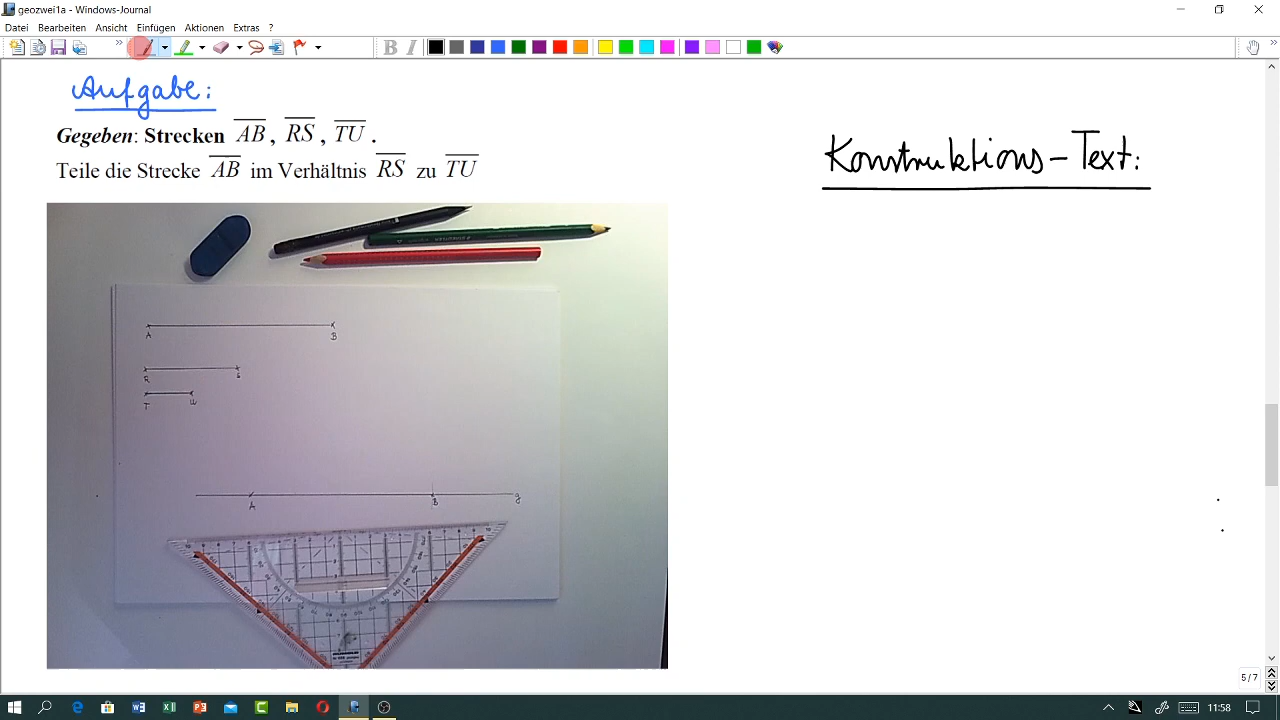 geozwei1a - Windows-Journal
Datei Bearbeiten Ansicht Einfügen Aktionen Extras ?
B I
Aufgabe:
Gegeben: Strecken AB, RS, TU.
Teile die Strecke AB im Verhältnis RS zu TU
Konstruktions-Text:
A B
R S
T U
A B g
5/7
11:58